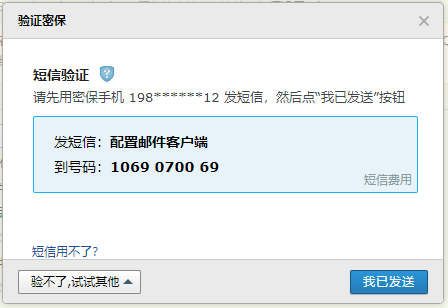 验证密保
短信验证
请先用密保手机 198******12 发短信，然后点“我已发送”按钮
发短信：配置邮件客户端
到号码：1069 0700 69
短信费用
短信用不了?
验不了,试试其他
我已发送